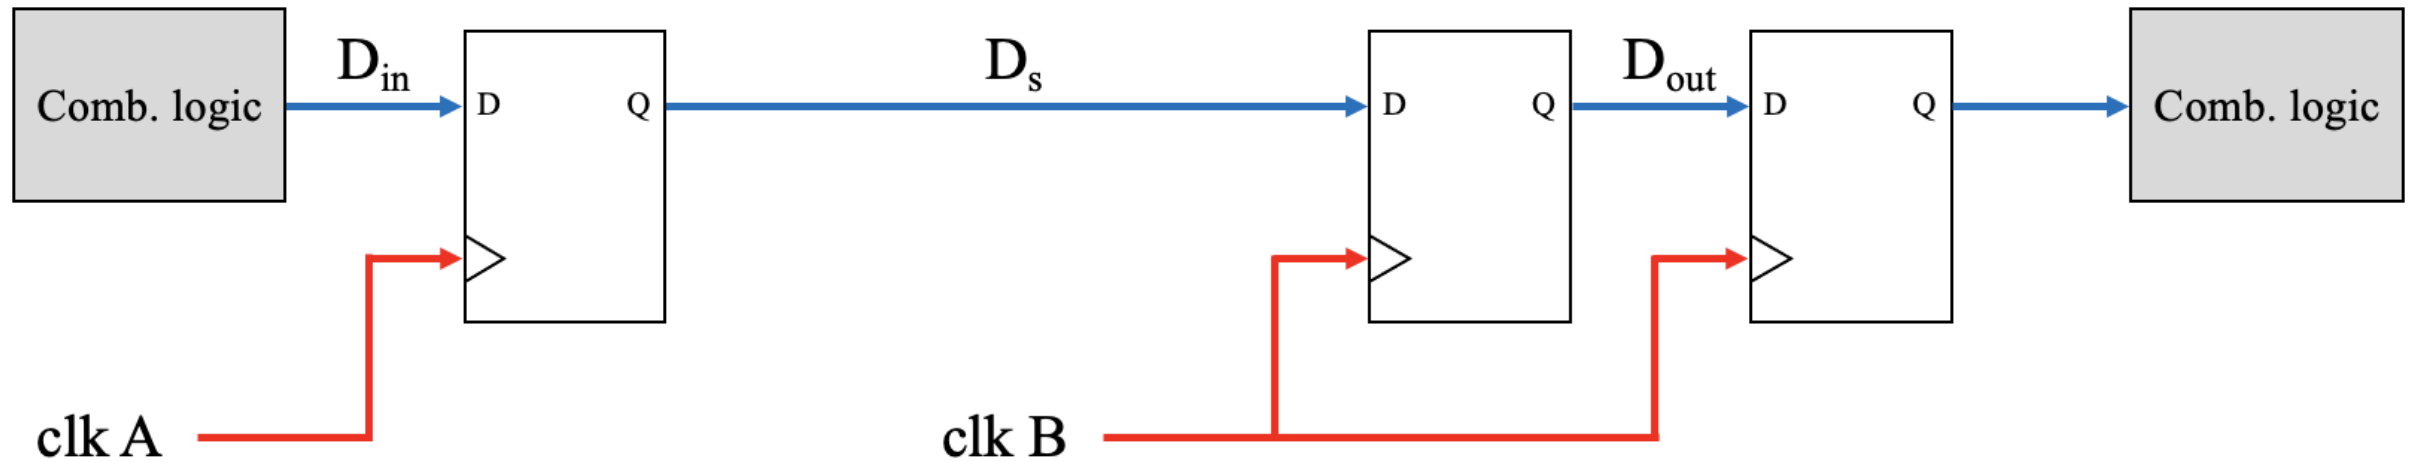 Comb. logic
Din
D Q
Ds
D Q
Dout
D Q
Comb. logic
clk A
clk B